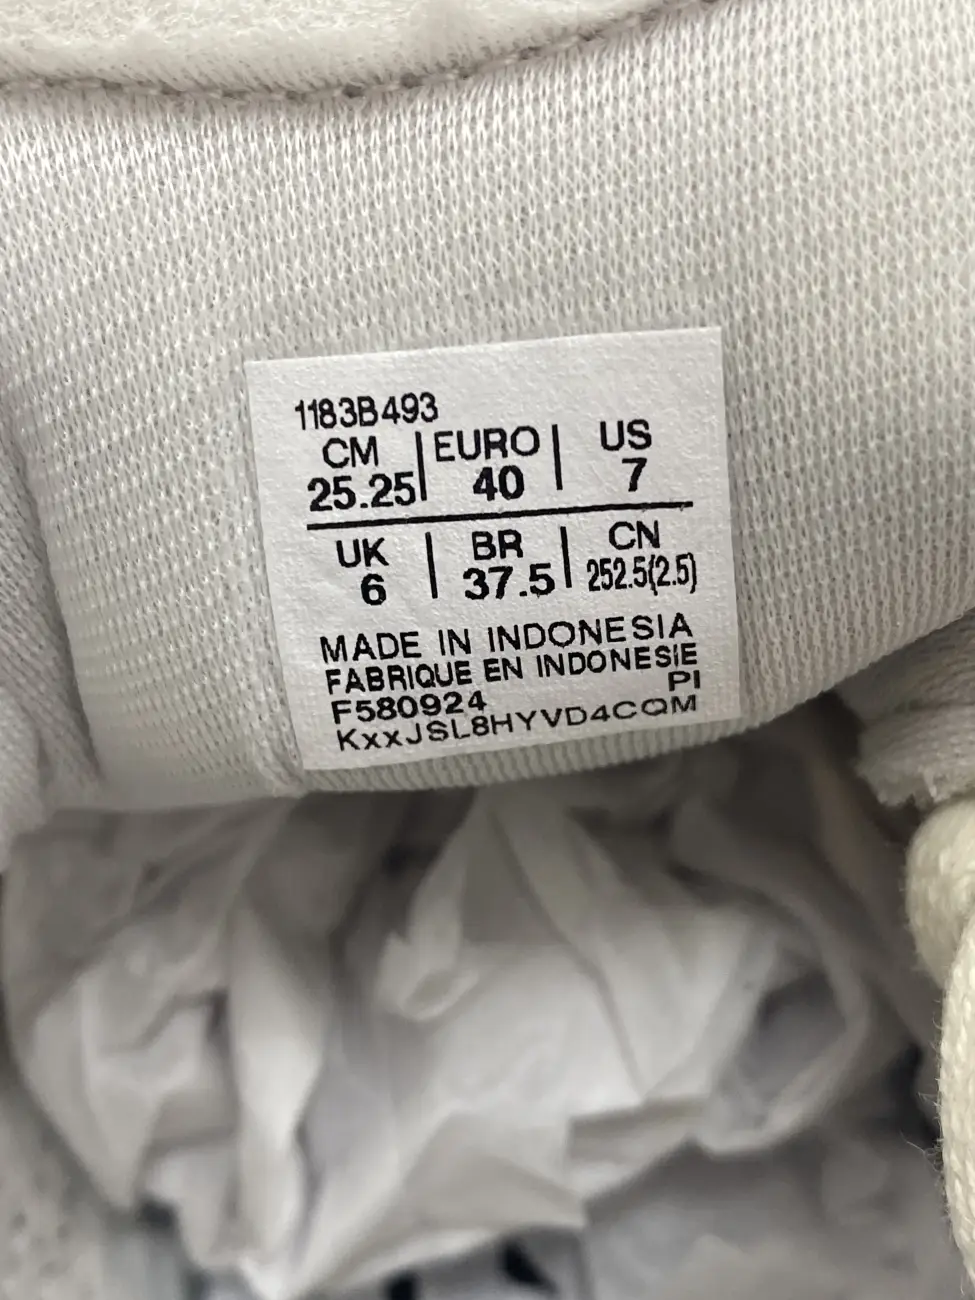 1183B493
CM | EURO | US
25.25 | 40 | 7
UK | BR | CN
6 | 37.5 | 252.5(2.5)
MADE IN INDONESIA
FABRIQUE EN INDONESIE
F580924 PI
KxxJSL8HYVD4CQM